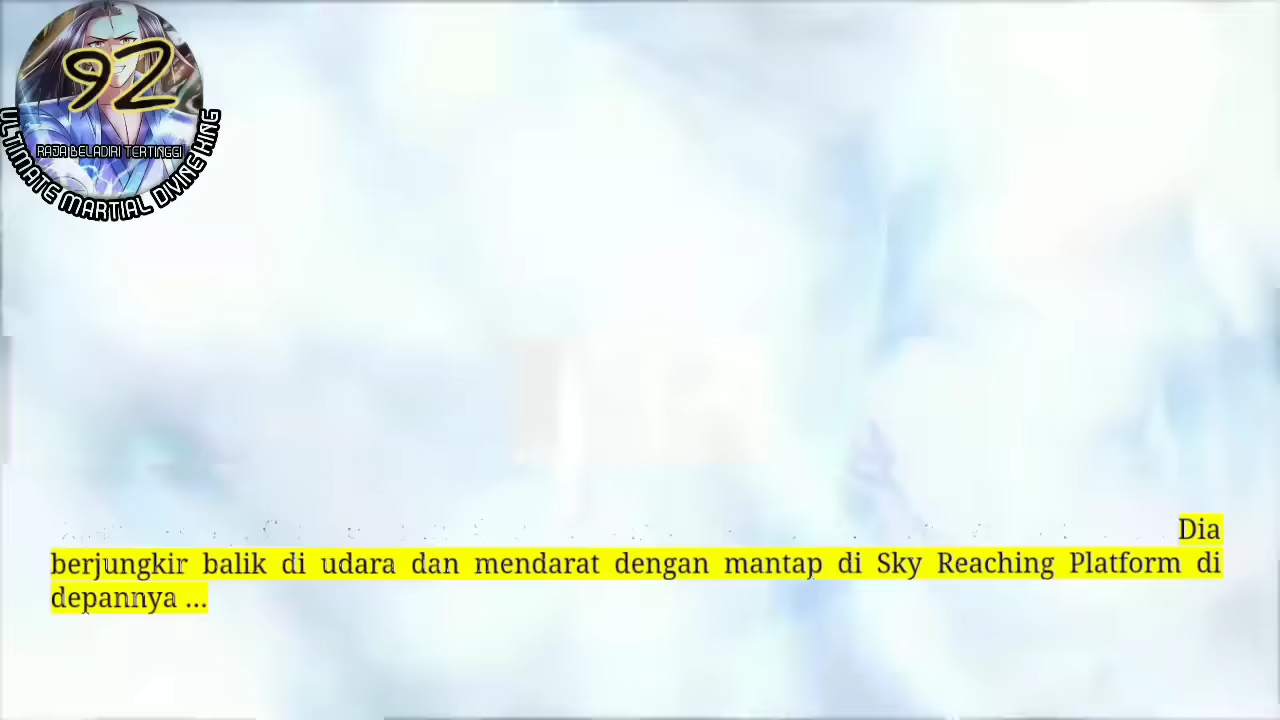 92
RAJA BELADIRI TERTINGGI
ULTIMATE MARTIAL DIVINE KING
Dia
berjungkir balik di udara dan mendarat dengan mantap di Sky Reaching Platform di
depannya ...